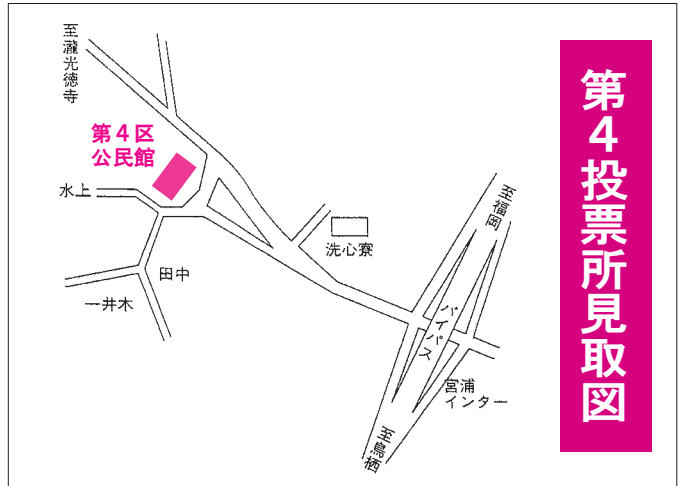 第4投票所見取図
至瀧光徳寺
第4区
公民館
水上
田中
一井木
洗心寮
至福岡
バイパス
宮浦
インター
至鳥栖